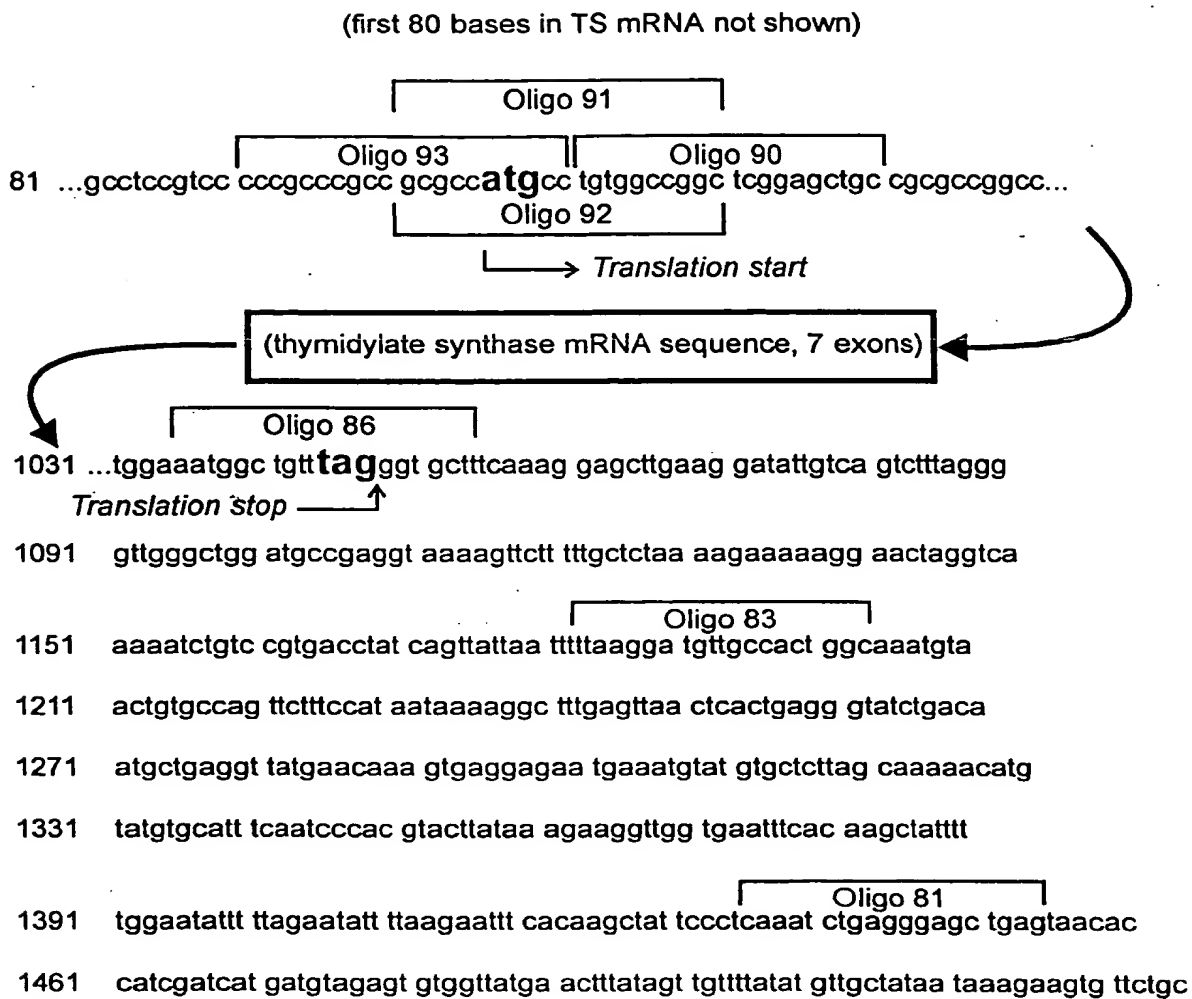 (first 80 bases in TS mRNA not shown)
Oligo 91
Oligo 93 Oligo 90
81 ...gcctccgtcc cccgcccgcc gcgccatgcc tgtggccggc tcggagctgc cgcgccggcc...
Oligo 92
Translation start
(thymidylate synthase mRNA sequence, 7 exons)
Oligo 86
1031 ...tggaaatggc tgtttagggt gctttcaaag gagcttgaag gatattgtca gtctttaggg
Translation stop
1091 gttgggctgg atgccgaggt aaaagttctt tttgctctaa aagaaaaagg aactaggtca
Oligo 83
1151 aaaatctgtc cgtgacctat cagttattaa tttttaagga tgttgccact ggcaaatgta
1211 actgtgccag ttctttccat aataaaaggc tttgagttaa ctcactgagg gtatctgaca
1271 atgctgaggt tatgaacaaa gtgaggagaa tgaaatgtat gtgctcttag caaaaacatg
1331 tatgtgcatt tcaatcccac gtacttataa agaaggttgg tgaatttcac aagctatttt
Oligo 81
1391 tggaatattt ttagaatatt ttaagaattt cacaagctat tccctcaaat ctgagggagc tgagtaacac
1461 catcgatcat gatgtagagt gtggttatga actttatagt tgttttatat gttgctataa taaagaagtg ttctgc